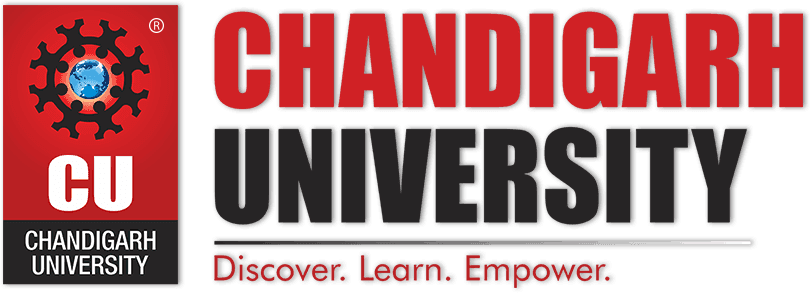 ®
CU
CHANDIGARH
UNIVERSITY
CHANDIGARH
UNIVERSITY
Discover. Learn. Empower.